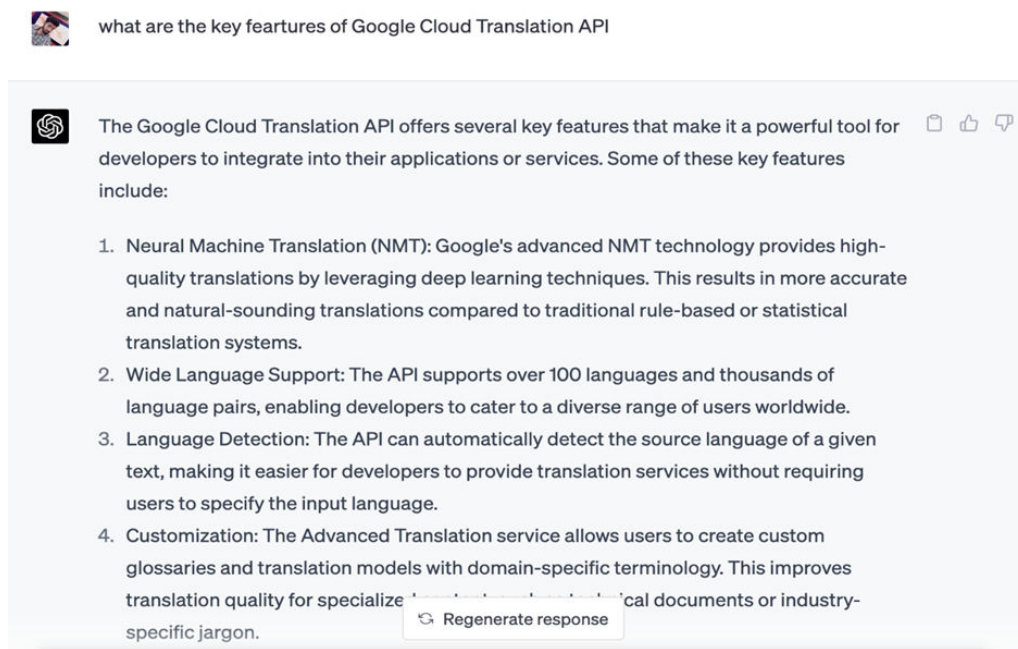 what are the key feartures of Google Cloud Translation API
The Google Cloud Translation API offers several key features that make it a powerful tool for
developers to integrate into their applications or services. Some of these key features
include:
1. Neural Machine Translation (NMT): Google's advanced NMT technology provides high-
quality translations by leveraging deep learning techniques. This results in more accurate
and natural-sounding translations compared to traditional rule-based or statistical
translation systems.
2. Wide Language Support: The API supports over 100 languages and thousands of
language pairs, enabling developers to cater to a diverse range of users worldwide.
3. Language Detection: The API can automatically detect the source language of a given
text, making it easier for developers to provide translation services without requiring
users to specify the input language.
4. Customization: The Advanced Translation service allows users to create custom
glossaries and translation models with domain-specific terminology. This improves
translation quality for documents or industry-
specific jargon.
Regenerate response